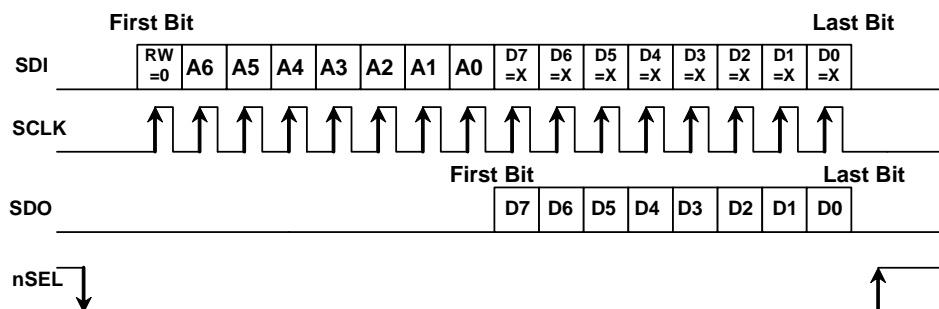 First Bit Last Bit
SDI RW =0 A6 A5 A4 A3 A2 A1 A0 D7 =X D6 =X D5 =X D4 =X D3 =X D2 =X D1 =X D0 =X
SCLK
First Bit Last Bit
SDO D7 D6 D5 D4 D3 D2 D1 D0
nSEL